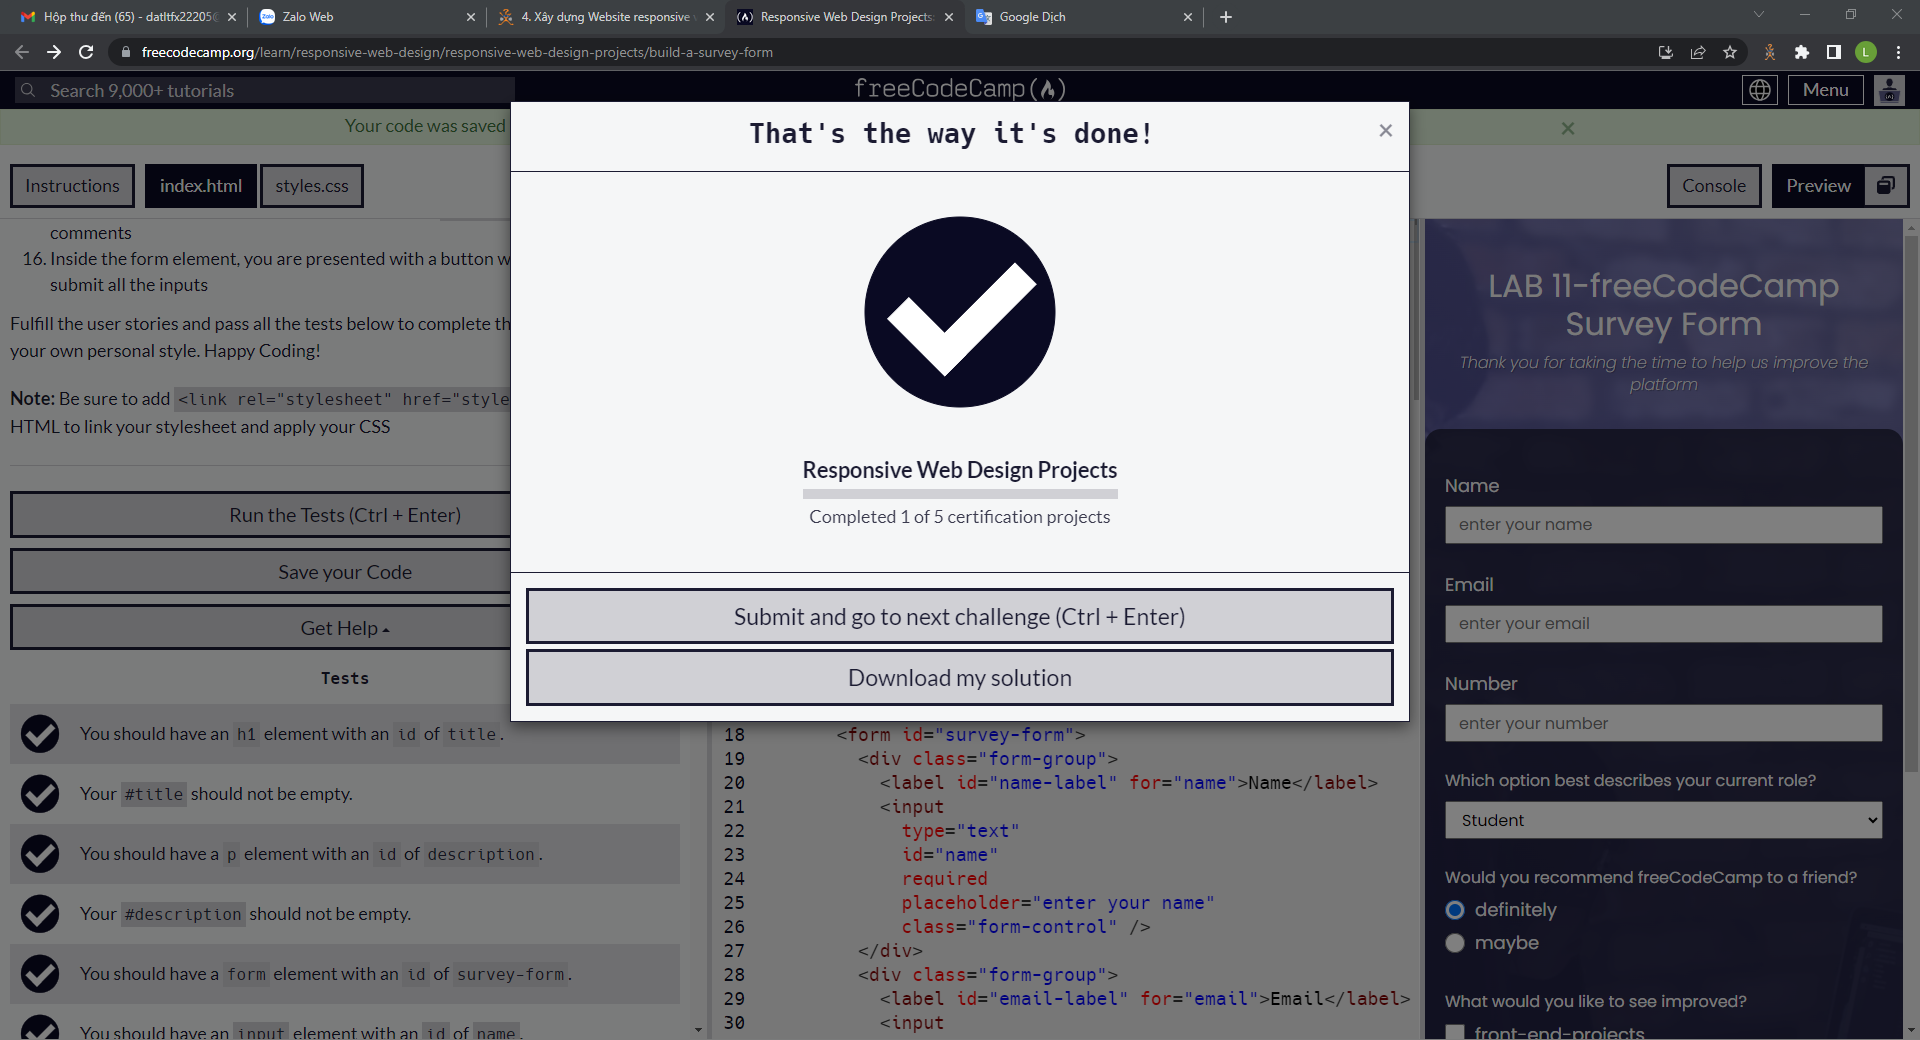 Hộp thư đến (65) - datltfx22205@
Zalo Web
4. Xây dựng Website responsive
Responsive Web Design Projects
Google Dịch
freecodecamp.org/learn/responsive-web-design/responsive-web-design-projects/build-a-survey-form
L
Search 9,000+ tutorials
freeCodeCamp
Menu
Your code was saved
That's the way it's done!
Instructions
index.html
styles.css
Console
Preview
comments
16. Inside the form element, you are presented with a button
submit all the inputs
Fulfill the user stories and pass all the tests below to complete
your own personal style. Happy Coding!
Note: Be sure to add <link rel="stylesheet" href="style
HTML to link your stylesheet and apply your CSS
Run the Tests (Ctrl + Enter)
Save your Code
Get Help
Tests
You should have an h1 element with an id of title.
Your #title should not be empty.
You should have a p element with an id of description.
Your #description should not be empty.
You should have a form element with an id of survey-form.
You should have an input element with an id of name.
Responsive Web Design Projects
Completed 1 of 5 certification projects
Submit and go to next challenge (Ctrl + Enter)
Download my solution
18 <form id="survey-form">
19 <div class="form-group">
20 <label id="name-label" for="name">Name</label>
21 <input
22 type="text"
23 id="name"
24 required
25 placeholder="enter your name"
26 class="form-control" />
27 </div>
28 <div class="form-group">
29 <label id="email-label" for="email">Email</label>
30 <input
LAB 11-freeCodeCamp
Survey Form
Thank you for taking the time to help us improve the
platform
Name
enter your name
Email
enter your email
Number
enter your number
Which option best describes your current role?
Student
Would you recommend freeCodeCamp to a friend?
definitely
maybe
What would you like to see improved?
front-end-projects